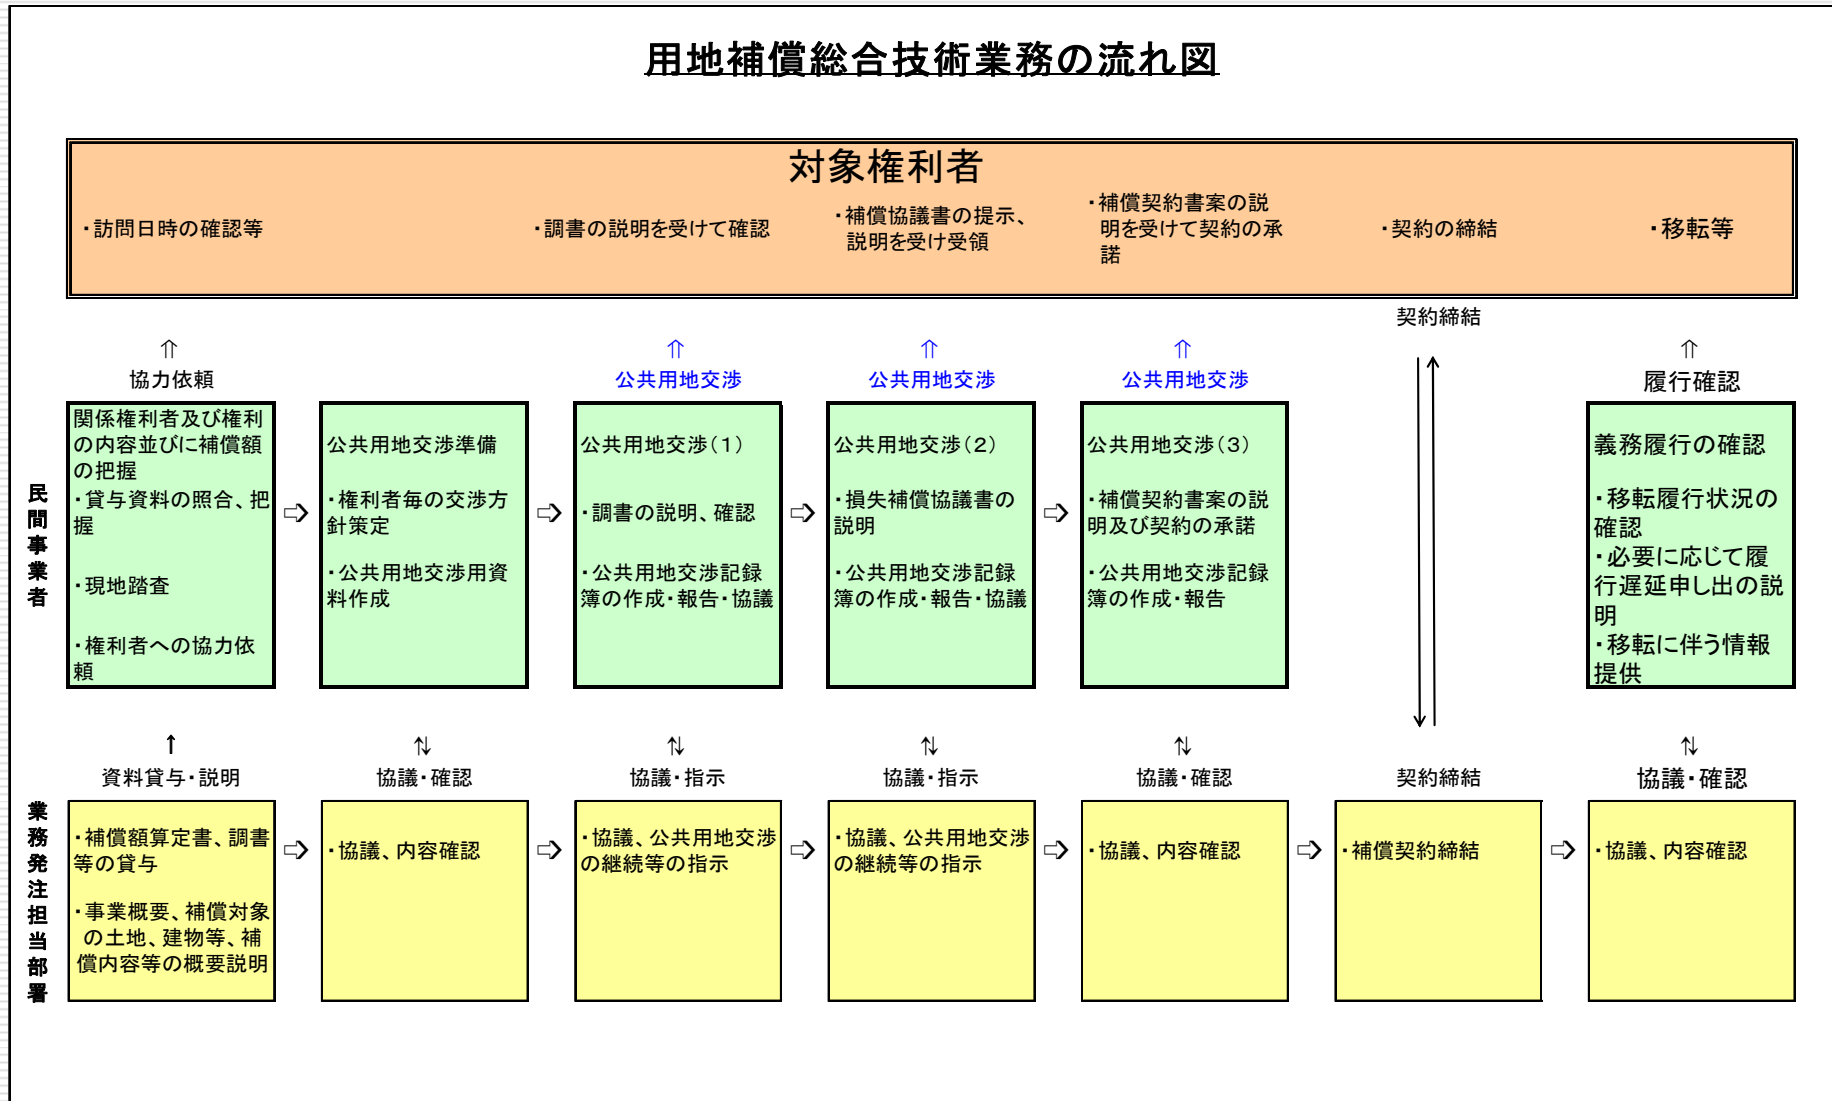 用地補償総合技術業務の流れ図
対象権利者
・訪問日時の確認等
・調書の説明を受けて確認
・補償協議書の提示、
説明を受け受領
・補償契約書案の説
明を受けて契約の承
諾
・契約の締結
・移転等
契約締結
⇑
⇑
⇑
⇑
⇑
協力依頼
公共用地交渉
公共用地交渉
公共用地交渉
履行確認
民間事業者
関係権利者及び権利
の内容並びに補償額
の把握
・貸与資料の照合、把
握
・現地踏査
・権利者への協力依
頼
⇨
公共用地交渉準備
・権利者毎の交渉方
針策定
・公共用地交渉用資
料作成
⇨
公共用地交渉(1)
・調書の説明、確認
・公共用地交渉記録
簿の作成・報告・協議
⇨
公共用地交渉(2)
・損失補償協議書の
説明
・公共用地交渉記録
簿の作成・報告・協議
⇨
公共用地交渉(3)
・補償契約書案の説
明及び契約の承諾
・公共用地交渉記録
簿の作成・報告
義務履行の確認
・移転履行状況の
確認
・必要に応じて履
行遅延申し出の説
明
・移転に伴う情報
提供
↑
⇅
⇅
⇅
⇅
⇅
資料貸与・説明
協議・確認
協議・指示
協議・指示
協議・確認
契約締結
協議・確認
業務発注担当部署
・補償額算定書、調書
等の貸与
・事業概要、補償対象
の土地、建物等、補
償内容等の概要説明
⇨
・協議、内容確認
⇨
・協議、公共用地交渉
の継続等の指示
⇨
・協議、公共用地交渉
の継続等の指示
⇨
・協議、内容確認
⇨
・補償契約締結
⇨
・協議、内容確認